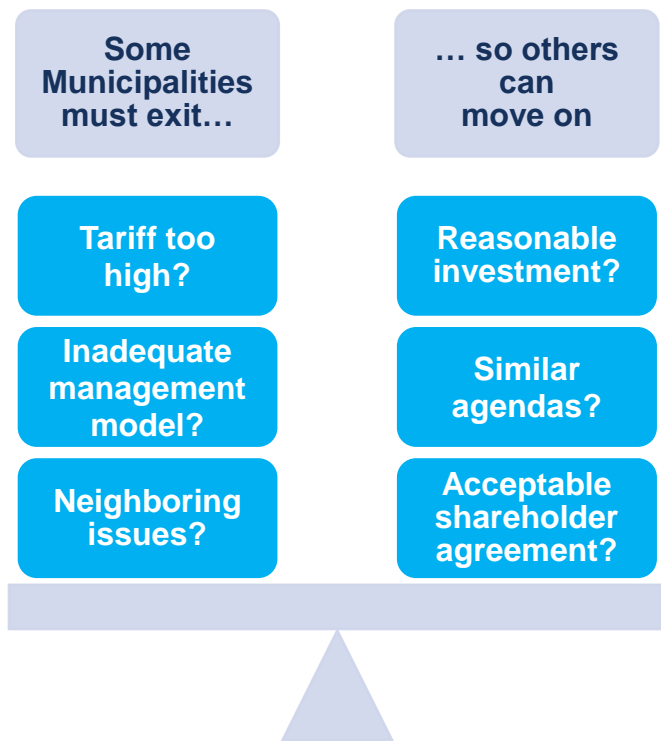 Some
Municipalities
must exit…
… so others
can
move on
Tariff too
high?
Reasonable
investment?
Inadequate
management
model?
Similar
agendas?
Neighboring
issues?
Acceptable
shareholder
agreement?